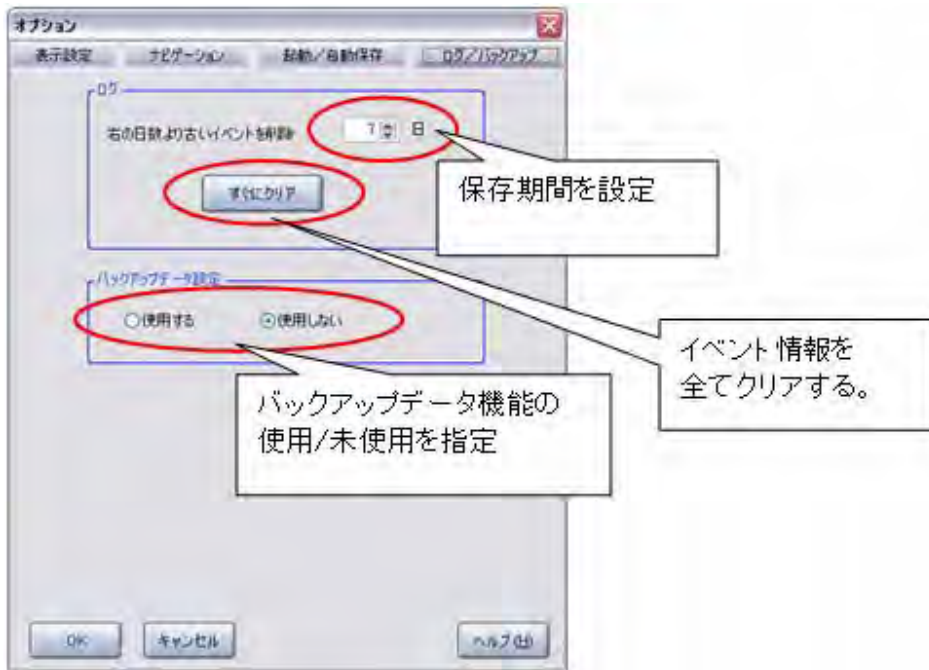 オプション
表示設定 ナビゲーション 起動/自動保存 ログ/バックアップ
ログ
右の日数より古いイベントを削除 7 日
すぐにクリア
保存期間を設定
バックアップデータ設定
使用する 使用しない
イベント情報を
全てクリアする。
バックアップデータ機能の
使用/未使用を指定
OK キャンセル ヘルプ(H)